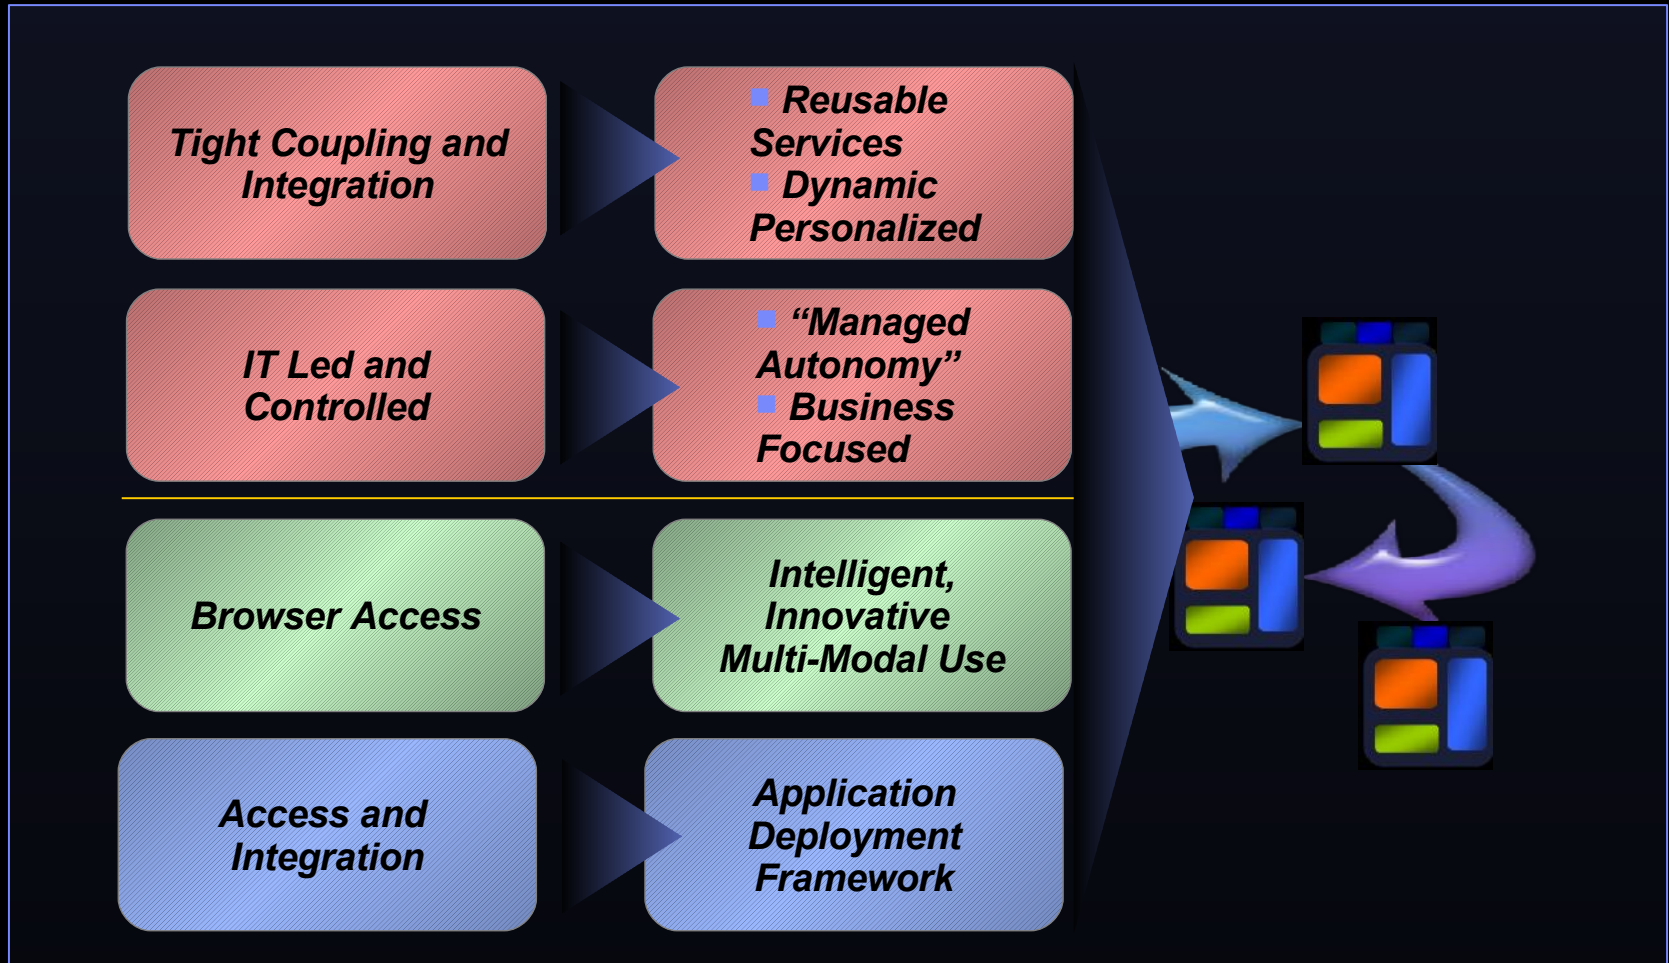 Tight Coupling and
Integration
Reusable
Services
Dynamic
Personalized
IT Led and
Controlled
“Managed
Autonomy”
Business
Focused
Browser Access
Intelligent,
Innovative
Multi-Modal Use
Access and
Integration
Application
Deployment
Framework